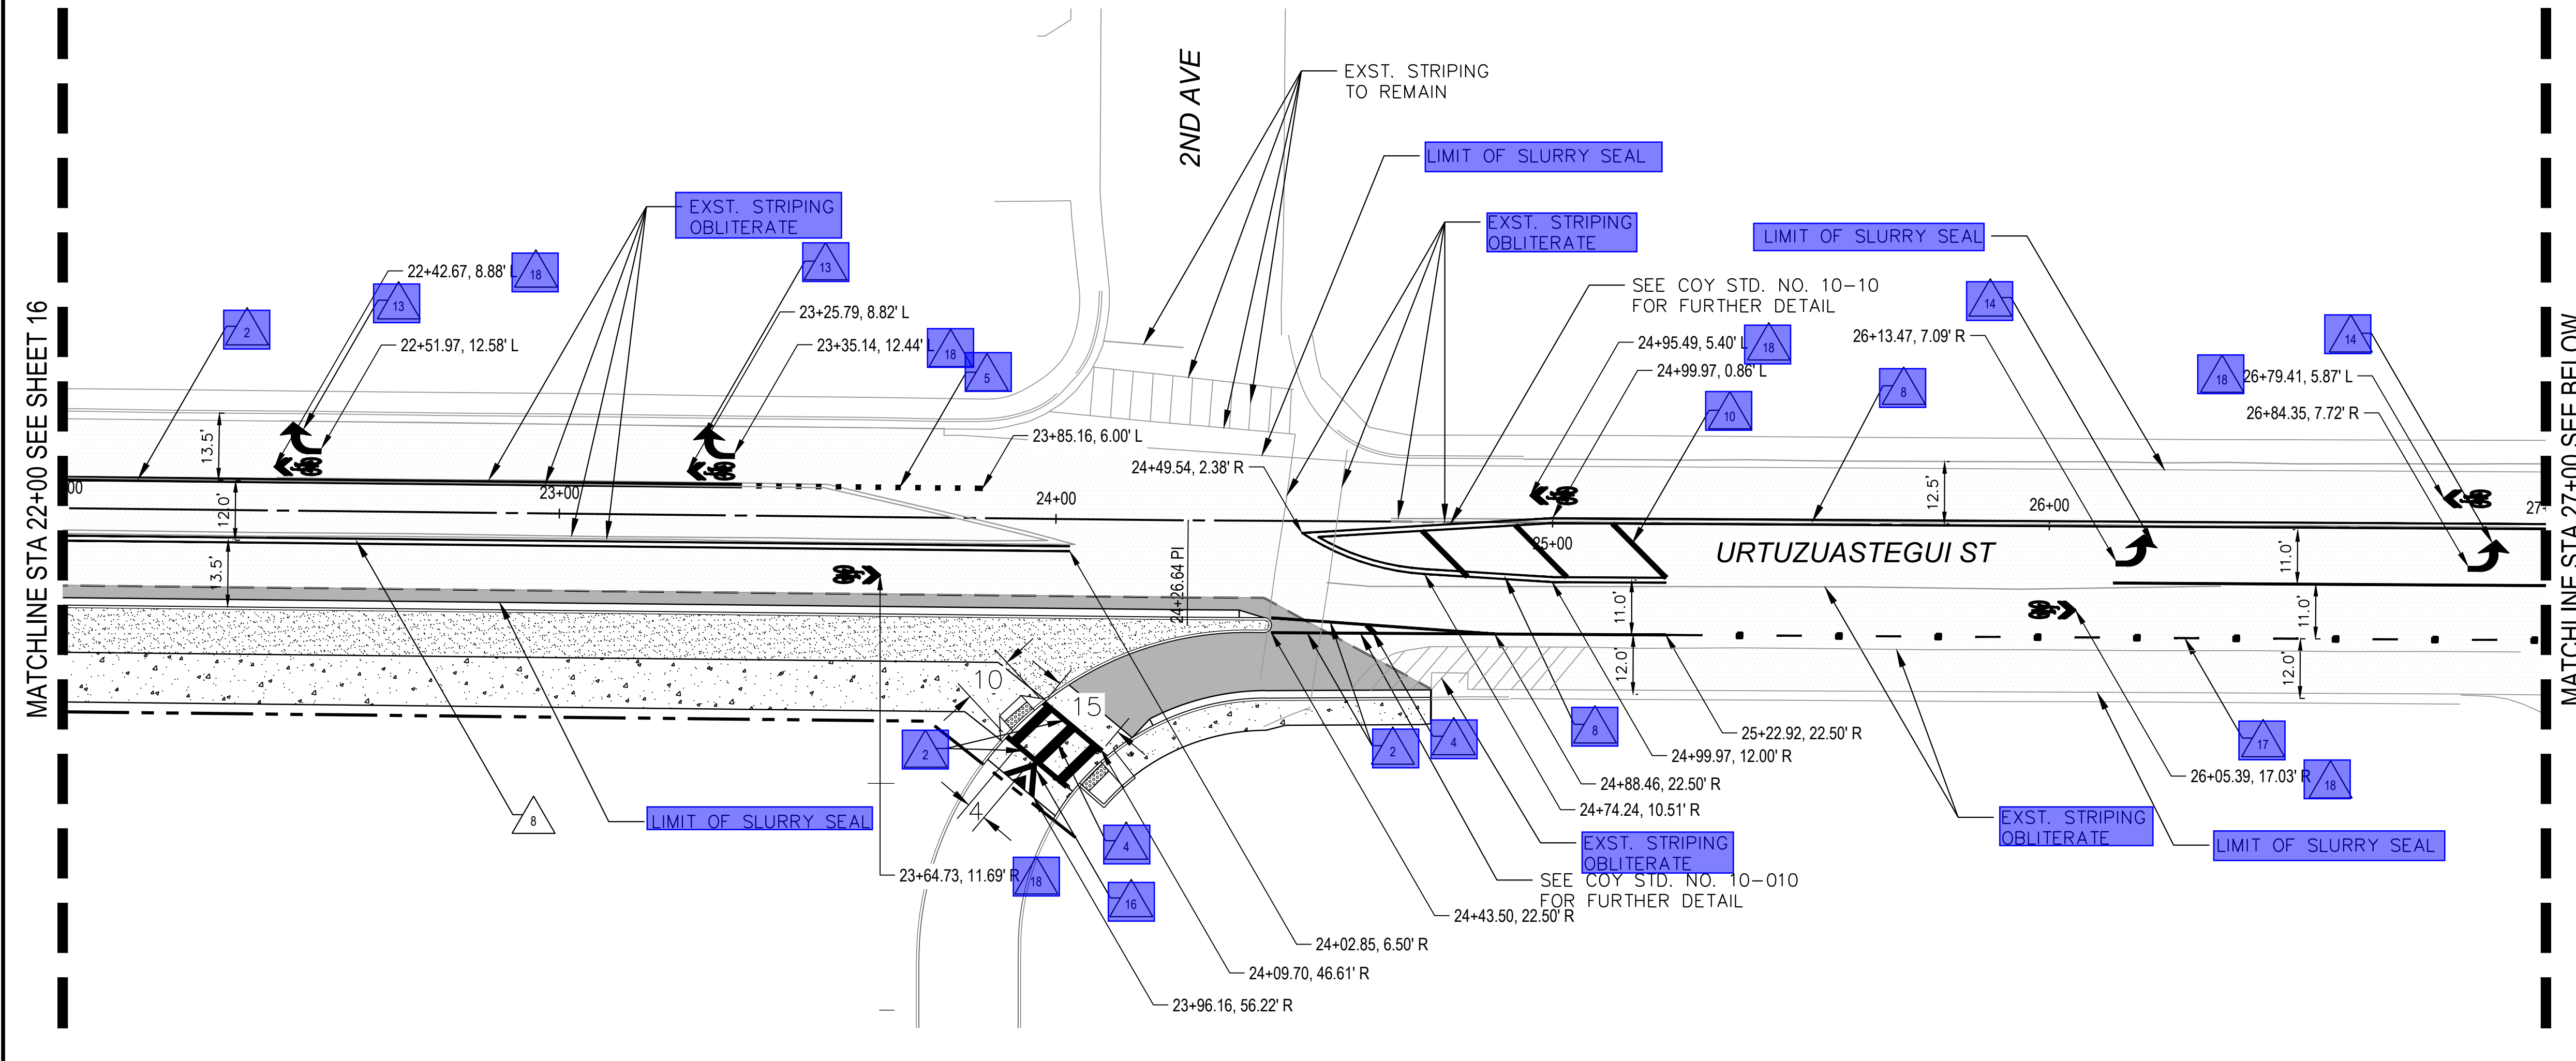 MATCHLINE STA 22+00 SEE SHEET 16
2ND AVE
EXST. STRIPING
TO REMAIN
LIMIT OF SLURRY SEAL
EXST. STRIPING
OBLITERATE
EXST. STRIPING
OBLITERATE
LIMIT OF SLURRY SEAL
22+42.67, 8.88' L
18
13
13
2
22+51.97, 12.58' L
23+25.79, 8.82' L
23+35.14, 12.44' L
18
5
SEE COY STD. NO. 10-10
FOR FURTHER DETAIL
24+95.49, 5.40' L
18
24+99.97, 0.86' L
10
8
14
26+13.47, 7.09' R
14
18
26+79.41, 5.87' L
26+84.35, 7.72' R
13.5'
12.0'
13.5'
00
23+00
24+00
23+85.16, 6.00' L
24+49.54, 2.38' R
24+26.64 PI
25+00
URTUZUASTEGUI ST
12.5'
26+00
27+
11.0'
12.0'
11.0'
11.0'
12.0'
10
15
4
2
8
LIMIT OF SLURRY SEAL
23+64.73, 11.69' R
18
4
16
2
4
8
25+22.92, 22.50' R
24+99.97, 12.00' R
24+88.46, 22.50' R
24+74.24, 10.51' R
EXST. STRIPING
OBLITERATE
SEE COY STD. NO. 10-010
FOR FURTHER DETAIL
24+43.50, 22.50' R
24+02.85, 6.50' R
24+09.70, 46.61' R
23+96.16, 56.22' R
17
26+05.39, 17.03' R
18
EXST. STRIPING
OBLITERATE
LIMIT OF SLURRY SEAL
MATCHLINE STA 27+00 SEE BELOW